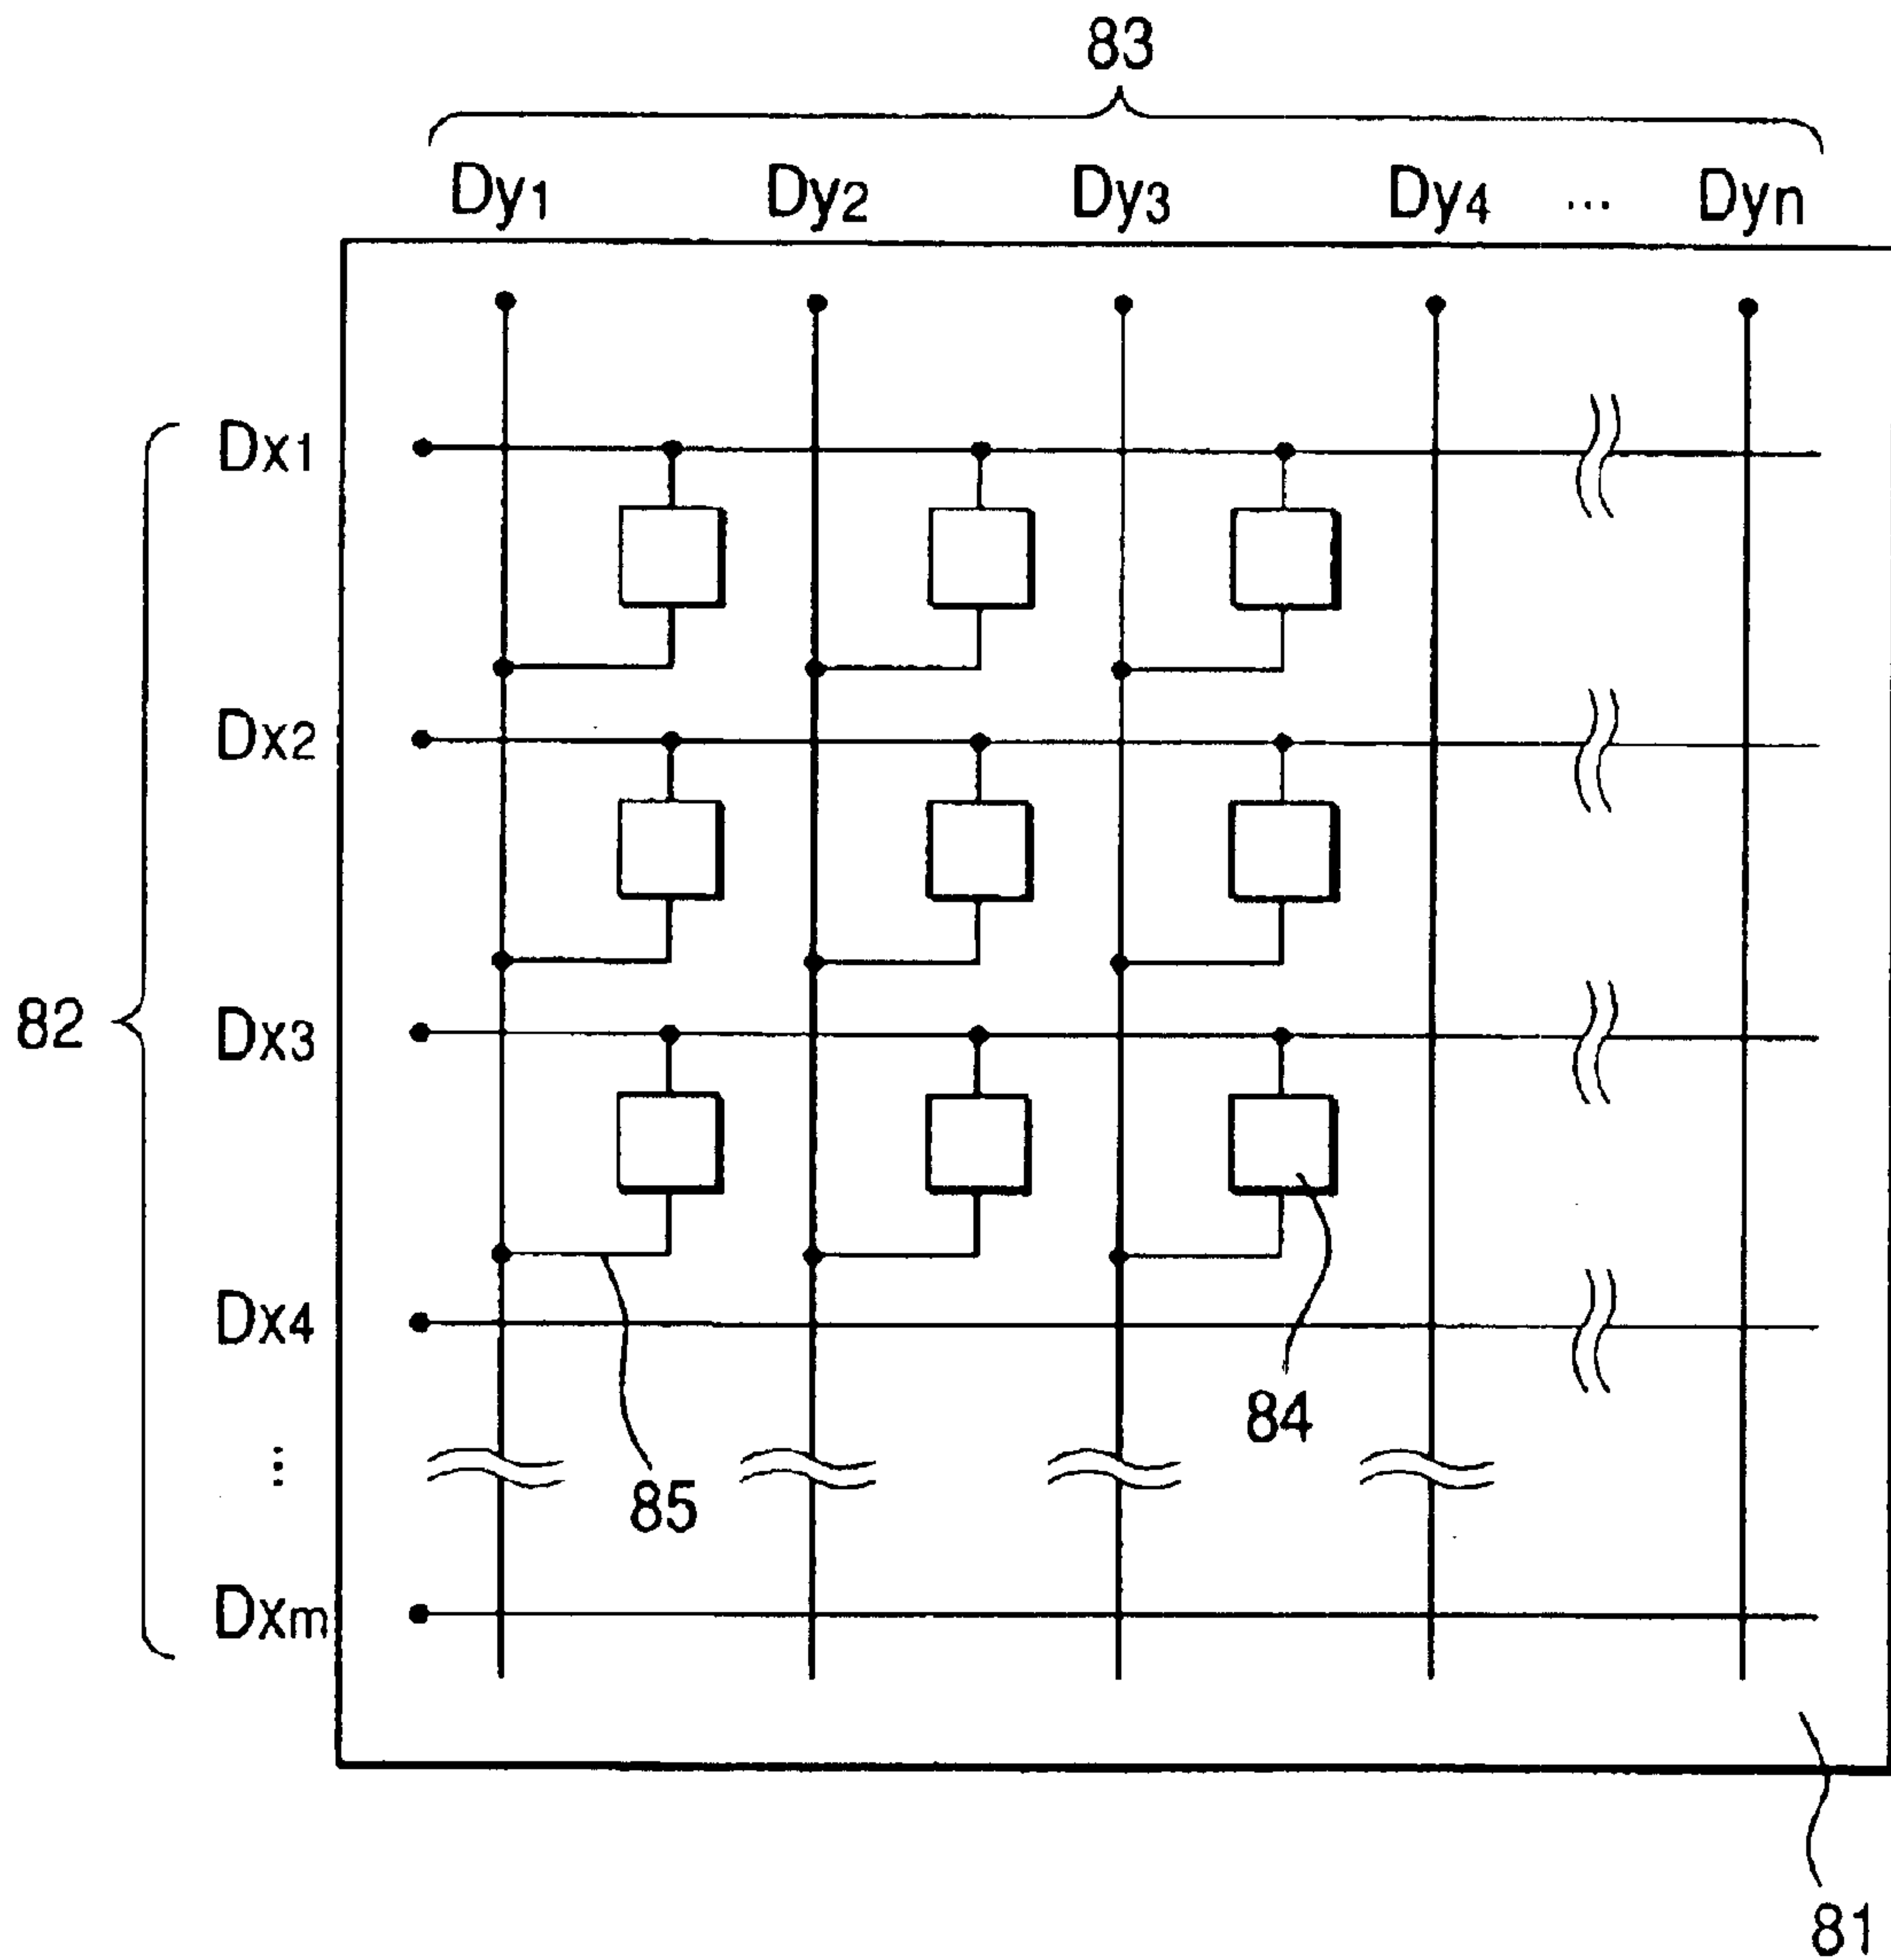 83
Dy1 Dy2 Dy3 Dy4 ... Dyn
Dx1
Dx2
82
Dx3
Dx4
84
⋮
85
Dxm
81